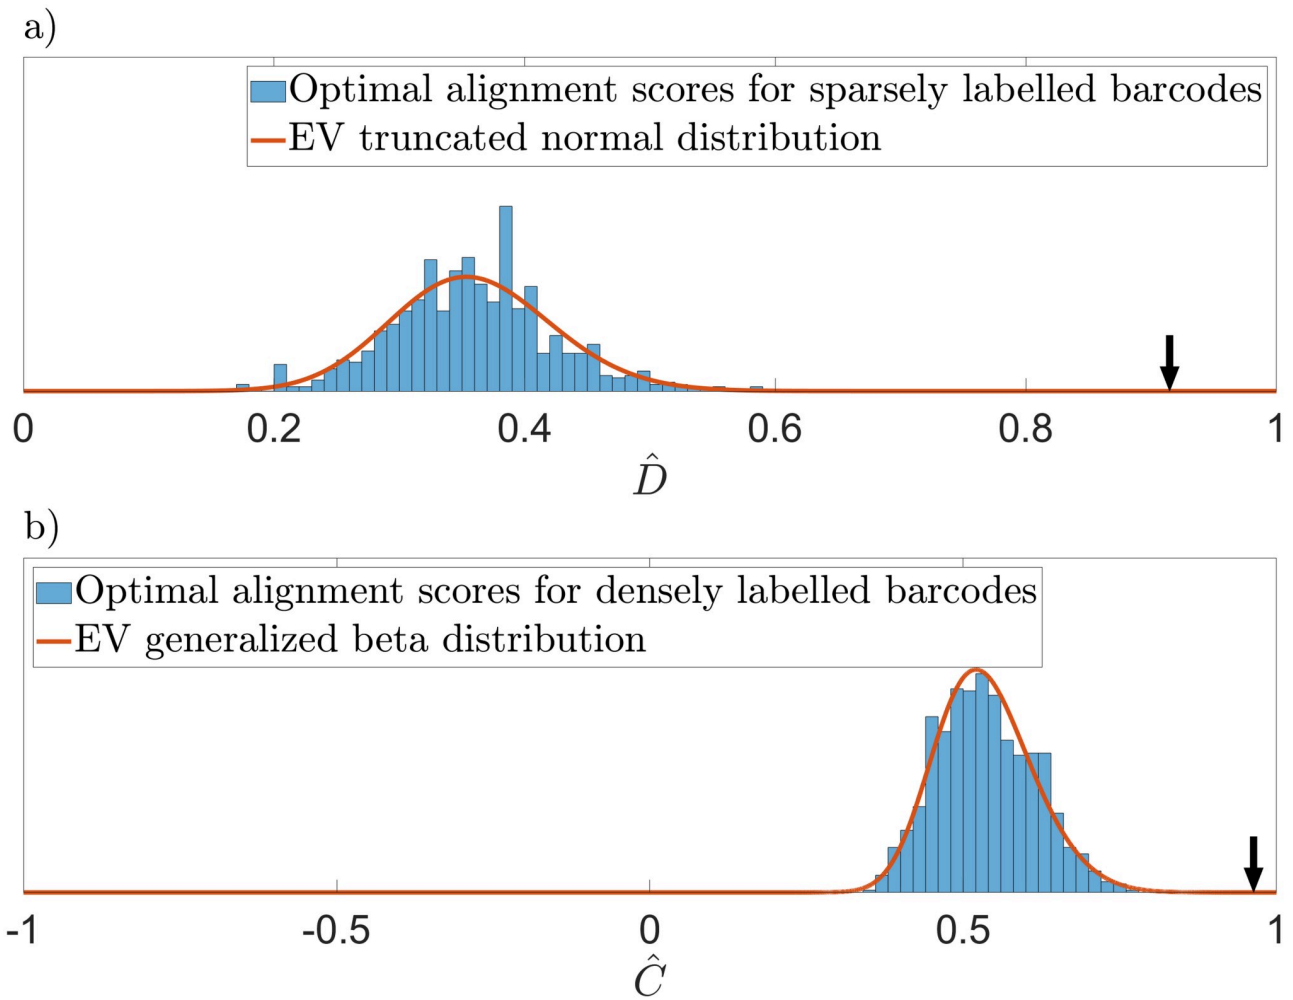 a)
Optimal alignment scores for sparsely labelled barcodes
EV truncated normal distribution
0 0.2 0.4 0.6 0.8 1
D̂
b)
Optimal alignment scores for densely labelled barcodes
EV generalized beta distribution
-1 -0.5 0 0.5 1
Ĉ